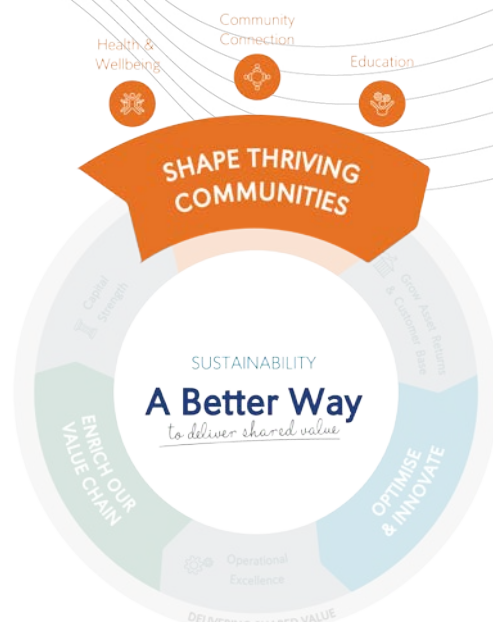 Community
Connection
Health &
Wellbeing
Education
SHAPE THRIVING
COMMUNITIES
Capital
Strength
Grow Asset Returns
& Customer Base
SUSTAINABILITY
A Better Way
to deliver shared value
ENRICH OUR
VALUE CHAIN
OPTIMISE
& INNOVATE
Operational
Excellence
SHARED VALUE